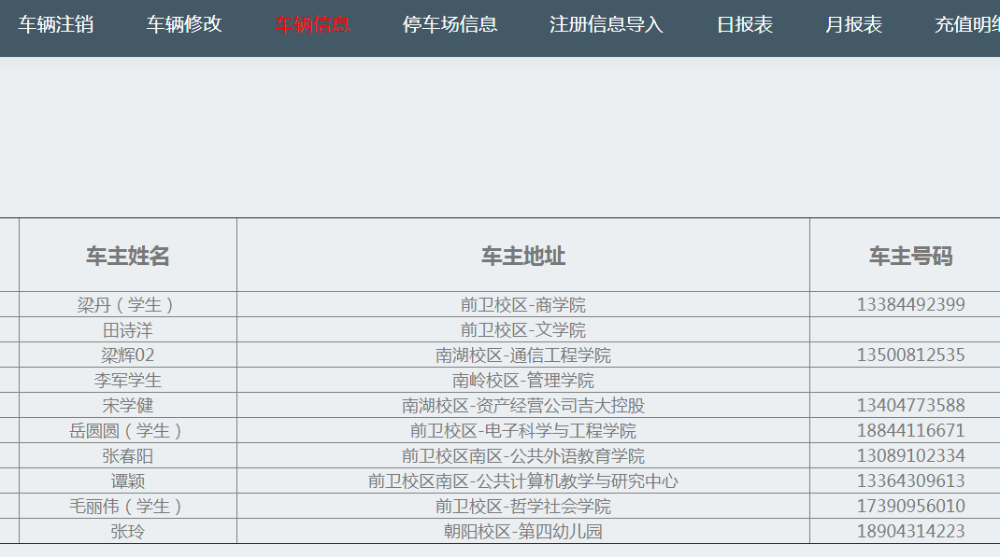 车辆注销 车辆修改 车辆信息 停车场信息 注册信息导入 日报表 月报表 充值明细
车主姓名 车主地址 车主号码
梁丹（学生） 前卫校区-商学院 13384492399
田诗洋 前卫校区-文学院
梁辉02 南湖校区-通信工程学院 13500812535
李军学生 南岭校区-管理学院
宋学健 南湖校区-资产经营公司吉大控股 13404773588
岳圆圆（学生） 前卫校区-电子科学与工程学院 18844116671
张春阳 前卫校区南区-公共外语教育学院 13089102334
谭颖 前卫校区南区-公共计算机教学与研究中心 13364309613
毛丽伟（学生） 前卫校区-哲学社会学院 17390956010
张玲 朝阳校区-第四幼儿园 18904314223